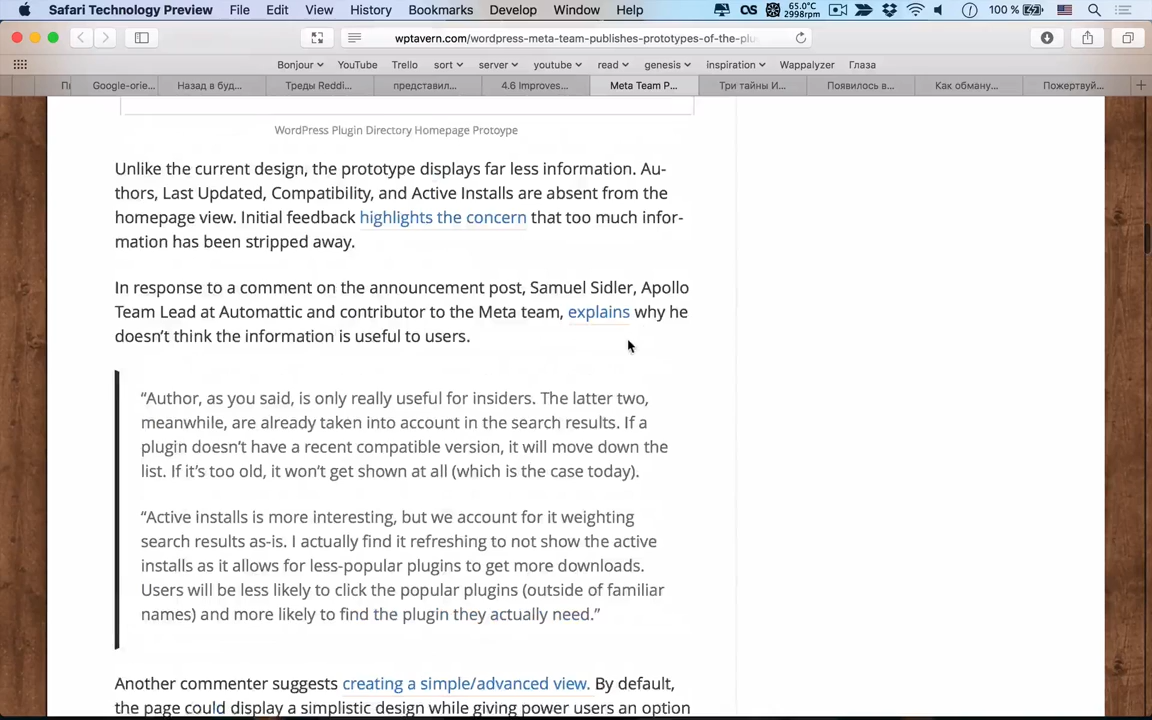 Safari Technology Preview File Edit View History Bookmarks Develop Window Help 65.0°C 2998rpm 100 %
wptavern.com/wordpress-meta-team-publishes-prototypes-of-the-plu
Bonjour YouTube Trello sort server youtube read genesis inspiration Wappalyzer Глаза
Google-orie... Назад в буд... Треды Reddi... представил... 4.6 Improves... Meta Team P... Три тайны И... Появилось в... Как обману... Пожертвуй...
WordPress Plugin Directory Homepage Protoype
Unlike the current design, the prototype displays far less information. Au-
thors, Last Updated, Compatibility, and Active Installs are absent from the
homepage view. Initial feedback highlights the concern that too much infor-
mation has been stripped away.
In response to a comment on the announcement post, Samuel Sidler, Apollo
Team Lead at Automattic and contributor to the Meta team, explains why he
doesn’t think the information is useful to users.
“Author, as you said, is only really useful for insiders. The latter two,
meanwhile, are already taken into account in the search results. If a
plugin doesn’t have a recent compatible version, it will move down the
list. If it’s too old, it won’t get shown at all (which is the case today).
“Active installs is more interesting, but we account for it weighting
search results as-is. I actually find it refreshing to not show the active
installs as it allows for less-popular plugins to get more downloads.
Users will be less likely to click the popular plugins (outside of familiar
names) and more likely to find the plugin they actually need.”
Another commenter suggests creating a simple/advanced view. By default,
the page could display a simplistic design while giving power users an option